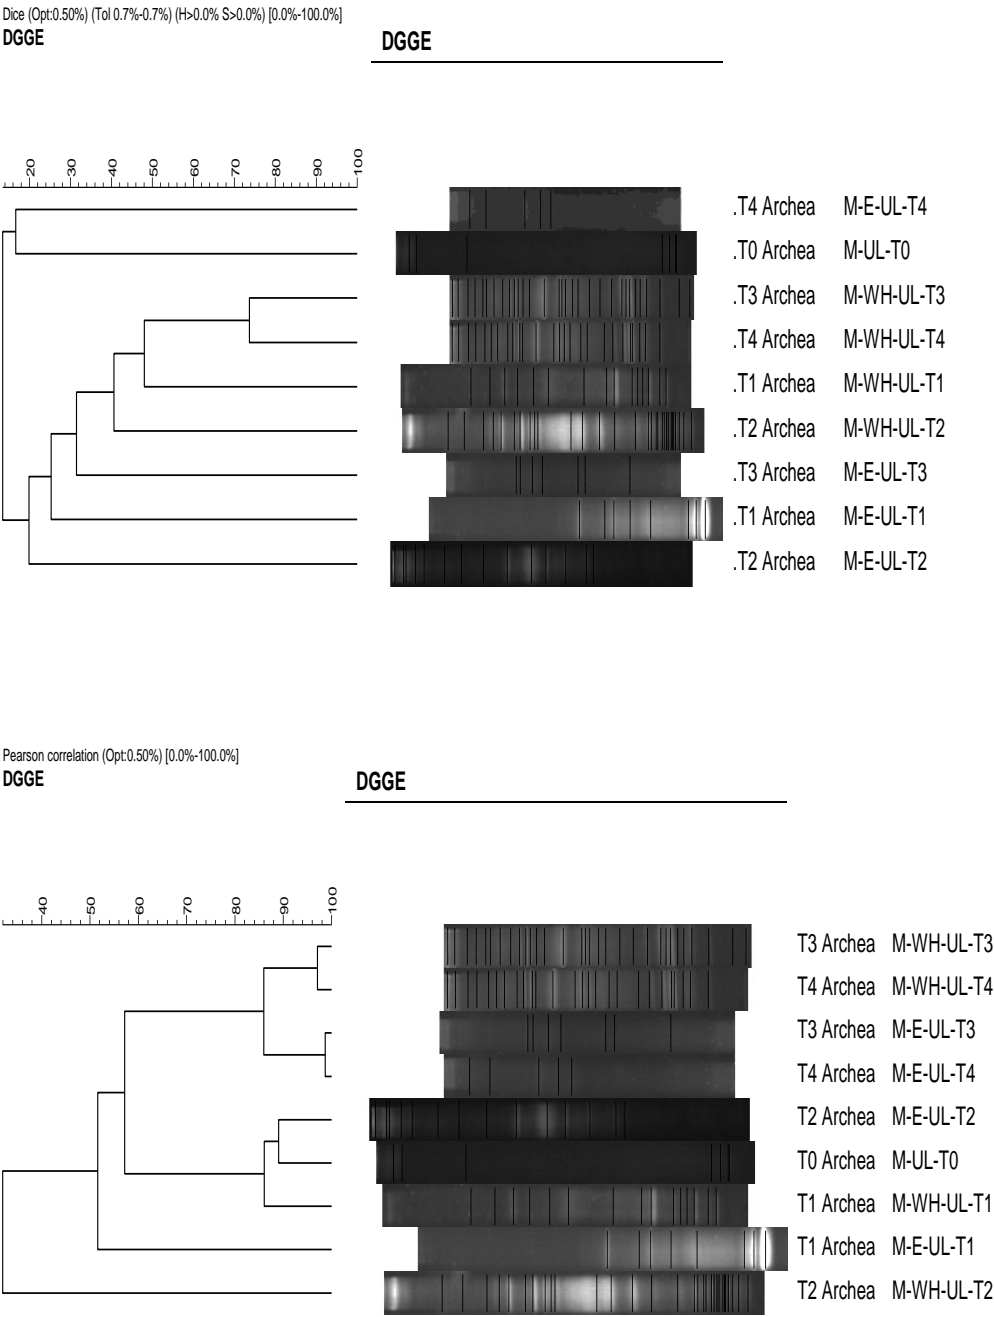 Dice (Opt:0.50%) (Tol 0.7%-0.7%) (H>0.0% S>0.0%) [0.0%-100.0%]
DGGE
DGGE
20 30 40 50 60 70 80 90 100
.T4 Archea M-E-UL-T4
.T0 Archea M-UL-T0
.T3 Archea M-WH-UL-T3
.T4 Archea M-WH-UL-T4
.T1 Archea M-WH-UL-T1
.T2 Archea M-WH-UL-T2
.T3 Archea M-E-UL-T3
.T1 Archea M-E-UL-T1
.T2 Archea M-E-UL-T2
Pearson correlation (Opt:0.50%) [0.0%-100.0%]
DGGE
DGGE
40 50 60 70 80 90 100
T3 Archea M-WH-UL-T3
T4 Archea M-WH-UL-T4
T3 Archea M-E-UL-T3
T4 Archea M-E-UL-T4
T2 Archea M-E-UL-T2
T0 Archea M-UL-T0
T1 Archea M-WH-UL-T1
T1 Archea M-E-UL-T1
T2 Archea M-WH-UL-T2